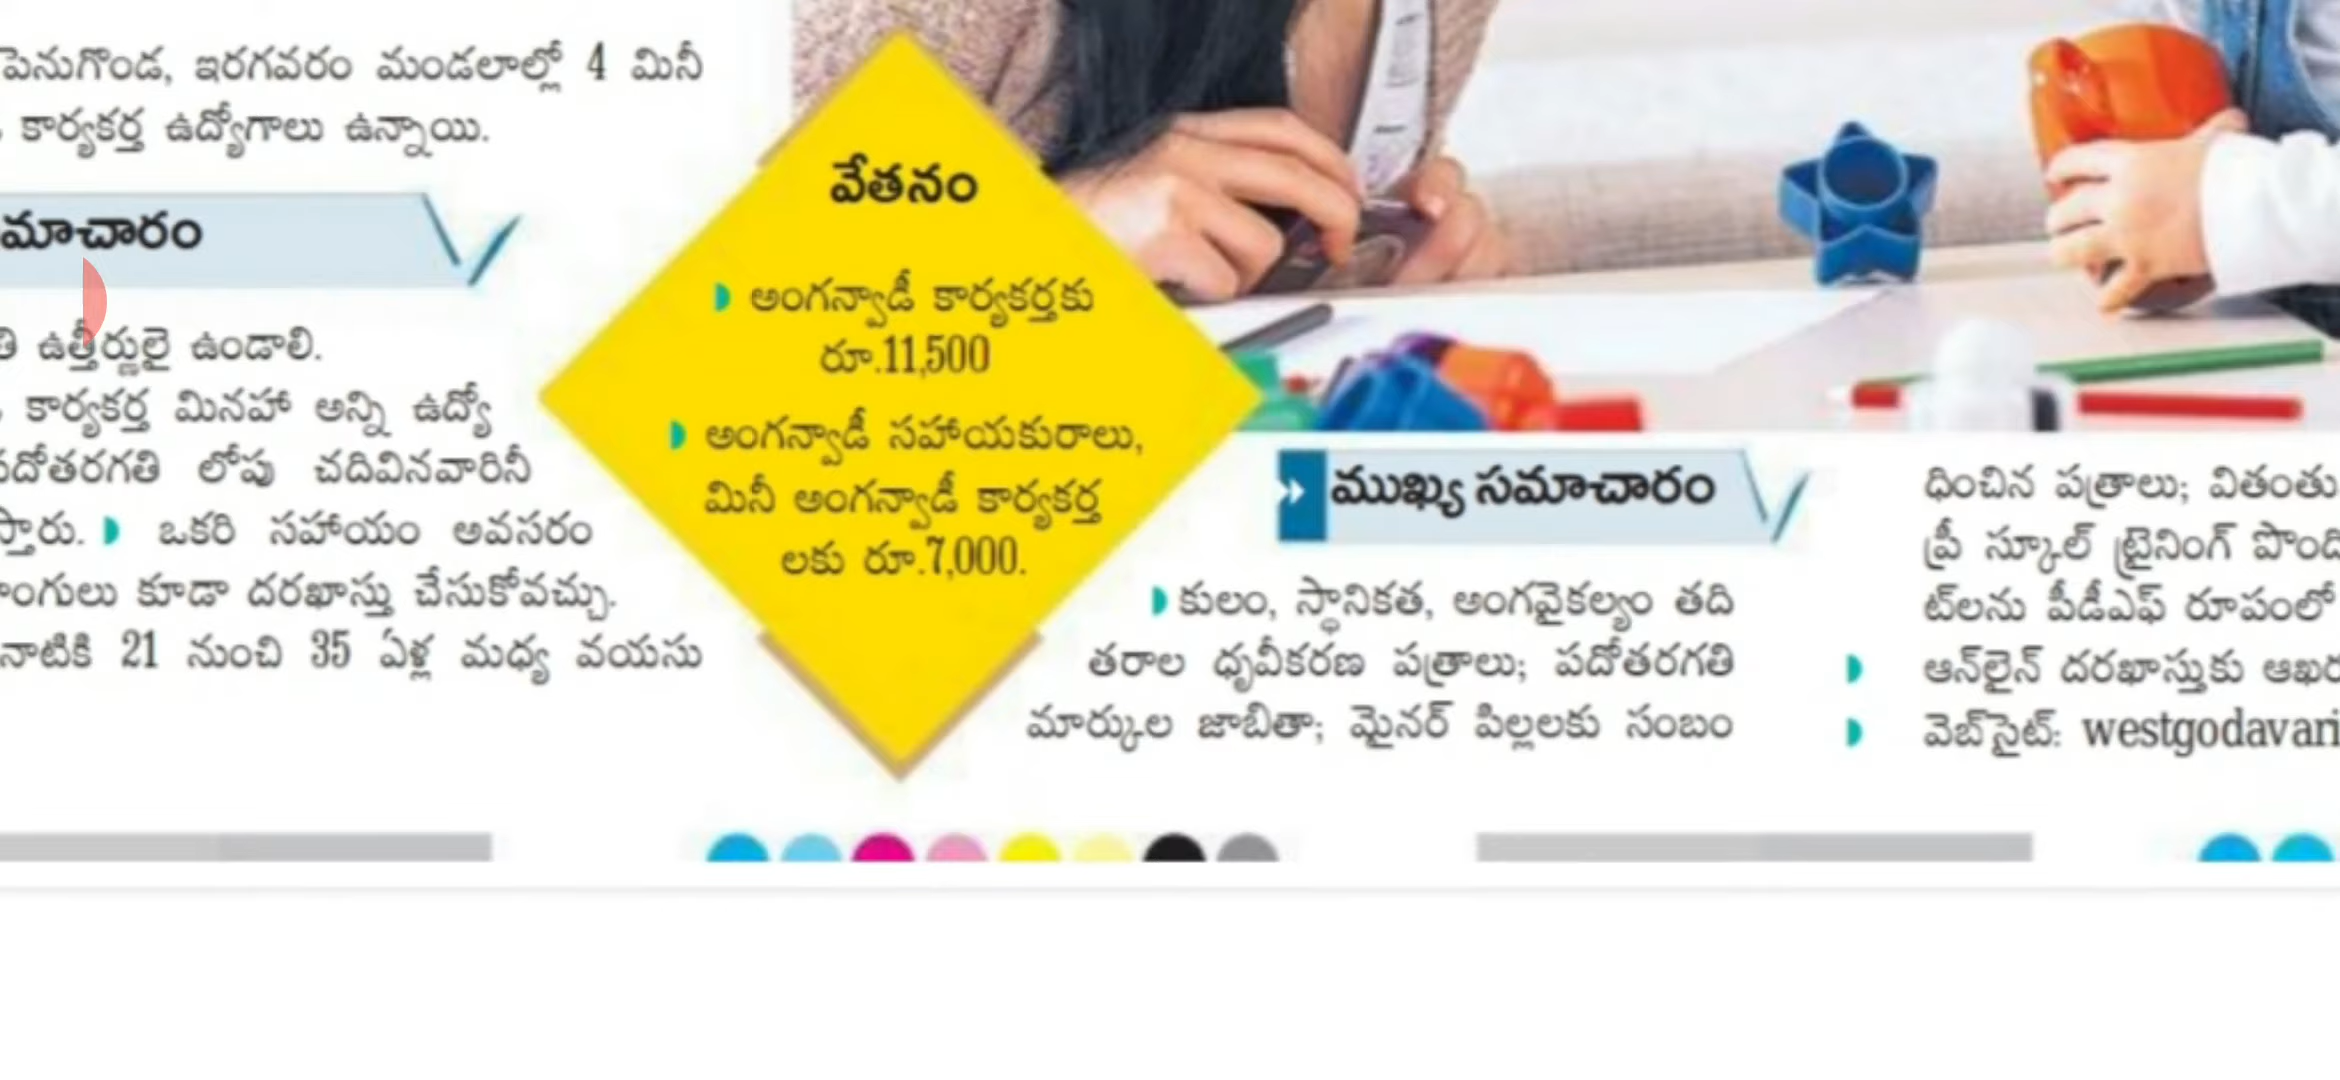 పెనుగొండ, ఇరగవరం మండలాల్లో 4 మినీ
కార్యకర్త ఉద్యోగాలు ఉన్నాయి.
మాచారం
తి ఉత్తీర్ణులై ఉండాలి.
కార్యకర్త మినహా అన్ని ఉద్యో
పదోతరగతి లోపు చదివినవారినీ
స్తారు. ఒకరి సహాయం అవసరం
ాంగులు కూడా దరఖాస్తు చేసుకోవచ్చు.
నాటికి 21 నుంచి 35 ఏళ్ల మధ్య వయసు
వేతనం
అంగన్వాడీ కార్యకర్తకు
రూ.11,500
అంగన్వాడీ సహాయకురాలు,
మినీ అంగన్వాడీ కార్యకర్త
లకు రూ.7,000.
ముఖ్య సమాచారం
కులం, స్థానికత, అంగవైకల్యం తది
తరాల ధృవీకరణ పత్రాలు; పదోతరగతి
మార్కుల జాబితా; మైనర్ పిల్లలకు సంబం
ధించిన పత్రాలు; వితంతు
ప్రీ స్కూల్ ట్రైనింగ్ పొంది
ట్‌లను పీడీఎఫ్ రూపంలో
ఆన్‌లైన్ దరఖాస్తుకు ఆఖరు
వెబ్‌సైట్: westgodavari